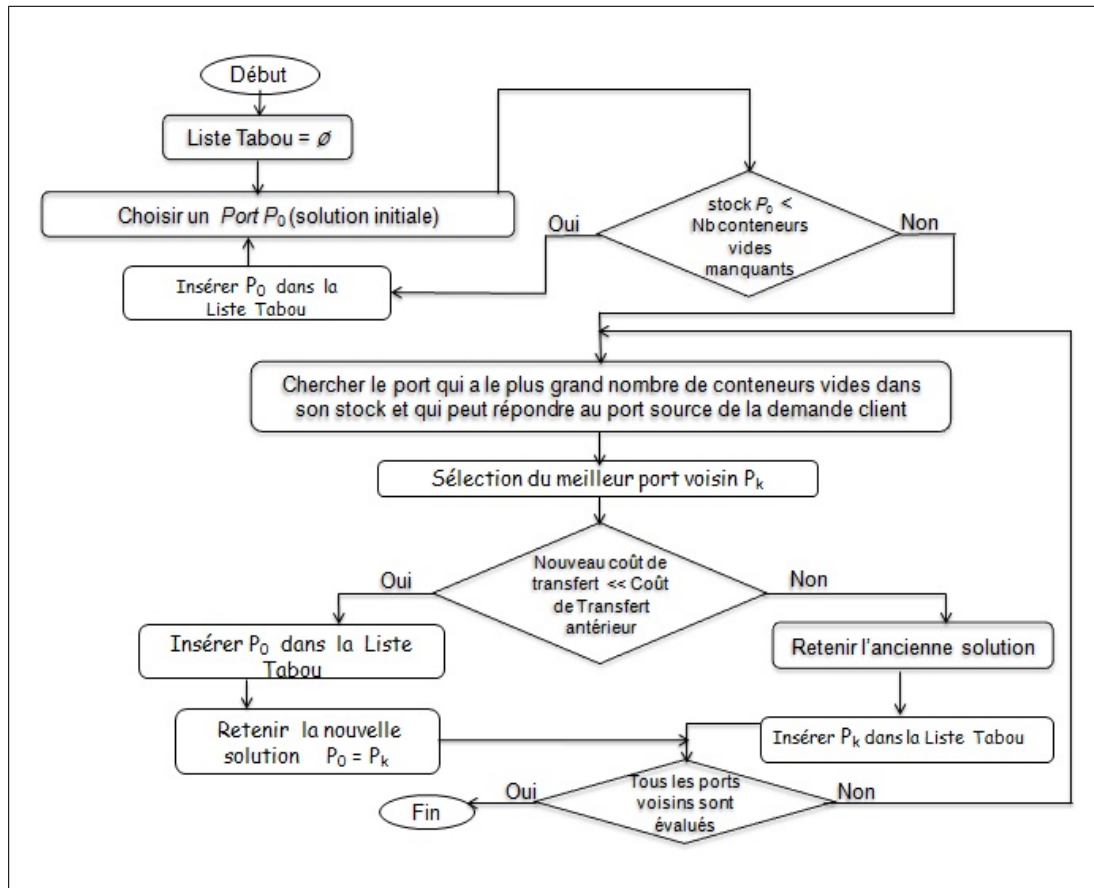 Début
Liste Tabou = ∅
Choisir un Port P0 (solution initiale)
Insérer P0 dans la
Liste Tabou
Oui
stock P0 <
Nb conteneurs
vides
manquants
Non
Chercher le port qui a le plus grand nombre de conteneurs vides dans
son stock et qui peut répondre au port source de la demande client
Sélection du meilleur port voisin Pk
Oui
Nouveau coût de
transfert << Coût
de Transfert
antérieur
Non
Insérer P0 dans la Liste
Tabou
Retenir l'ancienne solution
Retenir la nouvelle
solution P0 = Pk
Insérer Pk dans la Liste Tabou
Tous les ports
voisins sont
évalués
Oui
Non
Fin